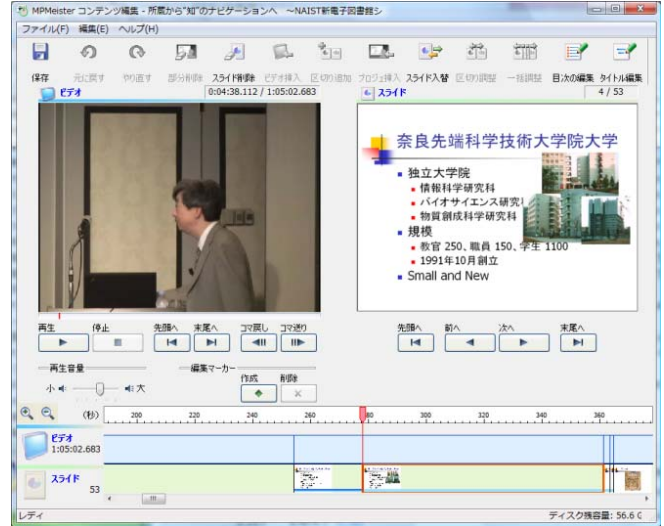 MPMeister コンテンツ編集 - 所蔵から"知"のナビゲーションへ ～NAIST新電子図書館シ
ファイル(F) 編集(E) ヘルプ(H)
保存 元に戻す やり直す 部分削除 スライド削除 ビデオ挿入 区切り追加 プロジェ挿入 スライド入替 区切り調整 一括調整 目次の編集 タイトル編集
ビデオ 0:04:38.112 / 1:05:02.683 スライド 4 / 53
奈良先端科学技術大学院大学
独立大学院
情報科学研究科
バイオサイエンス研究
物質創成科学研究科
規模
教官 250、職員 150、学生 1100
1991年10月創立
Small and New
再生 停止 先頭へ 末尾へ コマ戻し コマ送り 先頭へ 前へ 次へ 末尾へ
再生音量 編集マーカー
小 大 作成 削除
(秒) 200 220 240 260 280 300 320 340 360
ビデオ
1:05:02.683
スライド
53
レディ ディスク残容量: 56.6 G